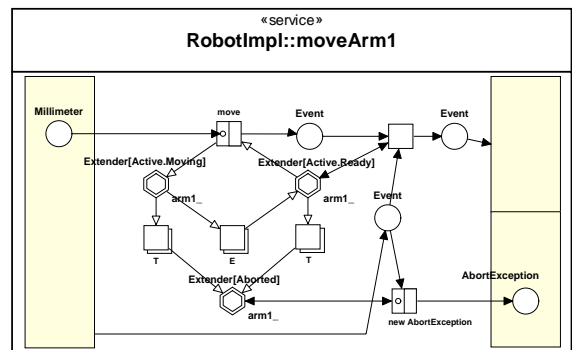 «service»
RobotImpl::moveArm1
Millimeter
move
Event
Event
Extender[Active.Moving]
Extender[Active.Ready]
arm1_
arm1_
Event
T
E
T
Extender[Aborted]
AbortException
arm1_
new AbortException